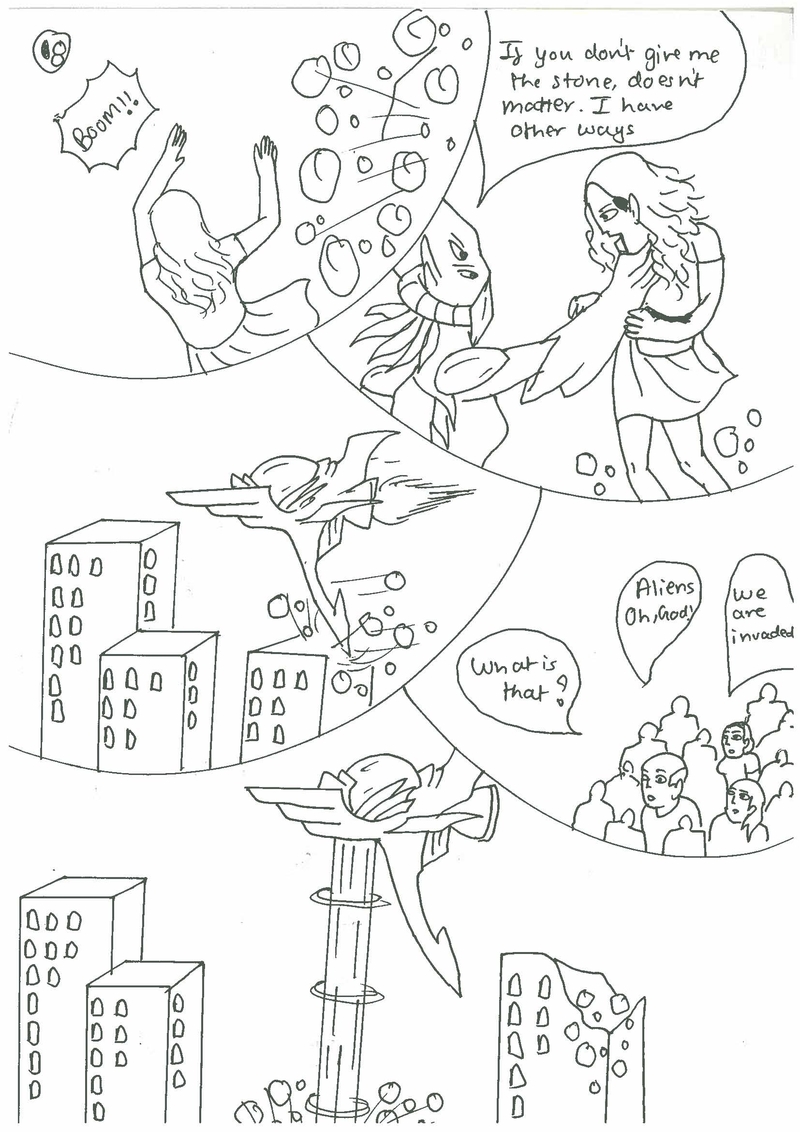 18
Boom!!
If you don't give me
the stone, doesn't
matter. I have
other ways
What is
that?
Aliens
Oh, God!
We
are
invaded